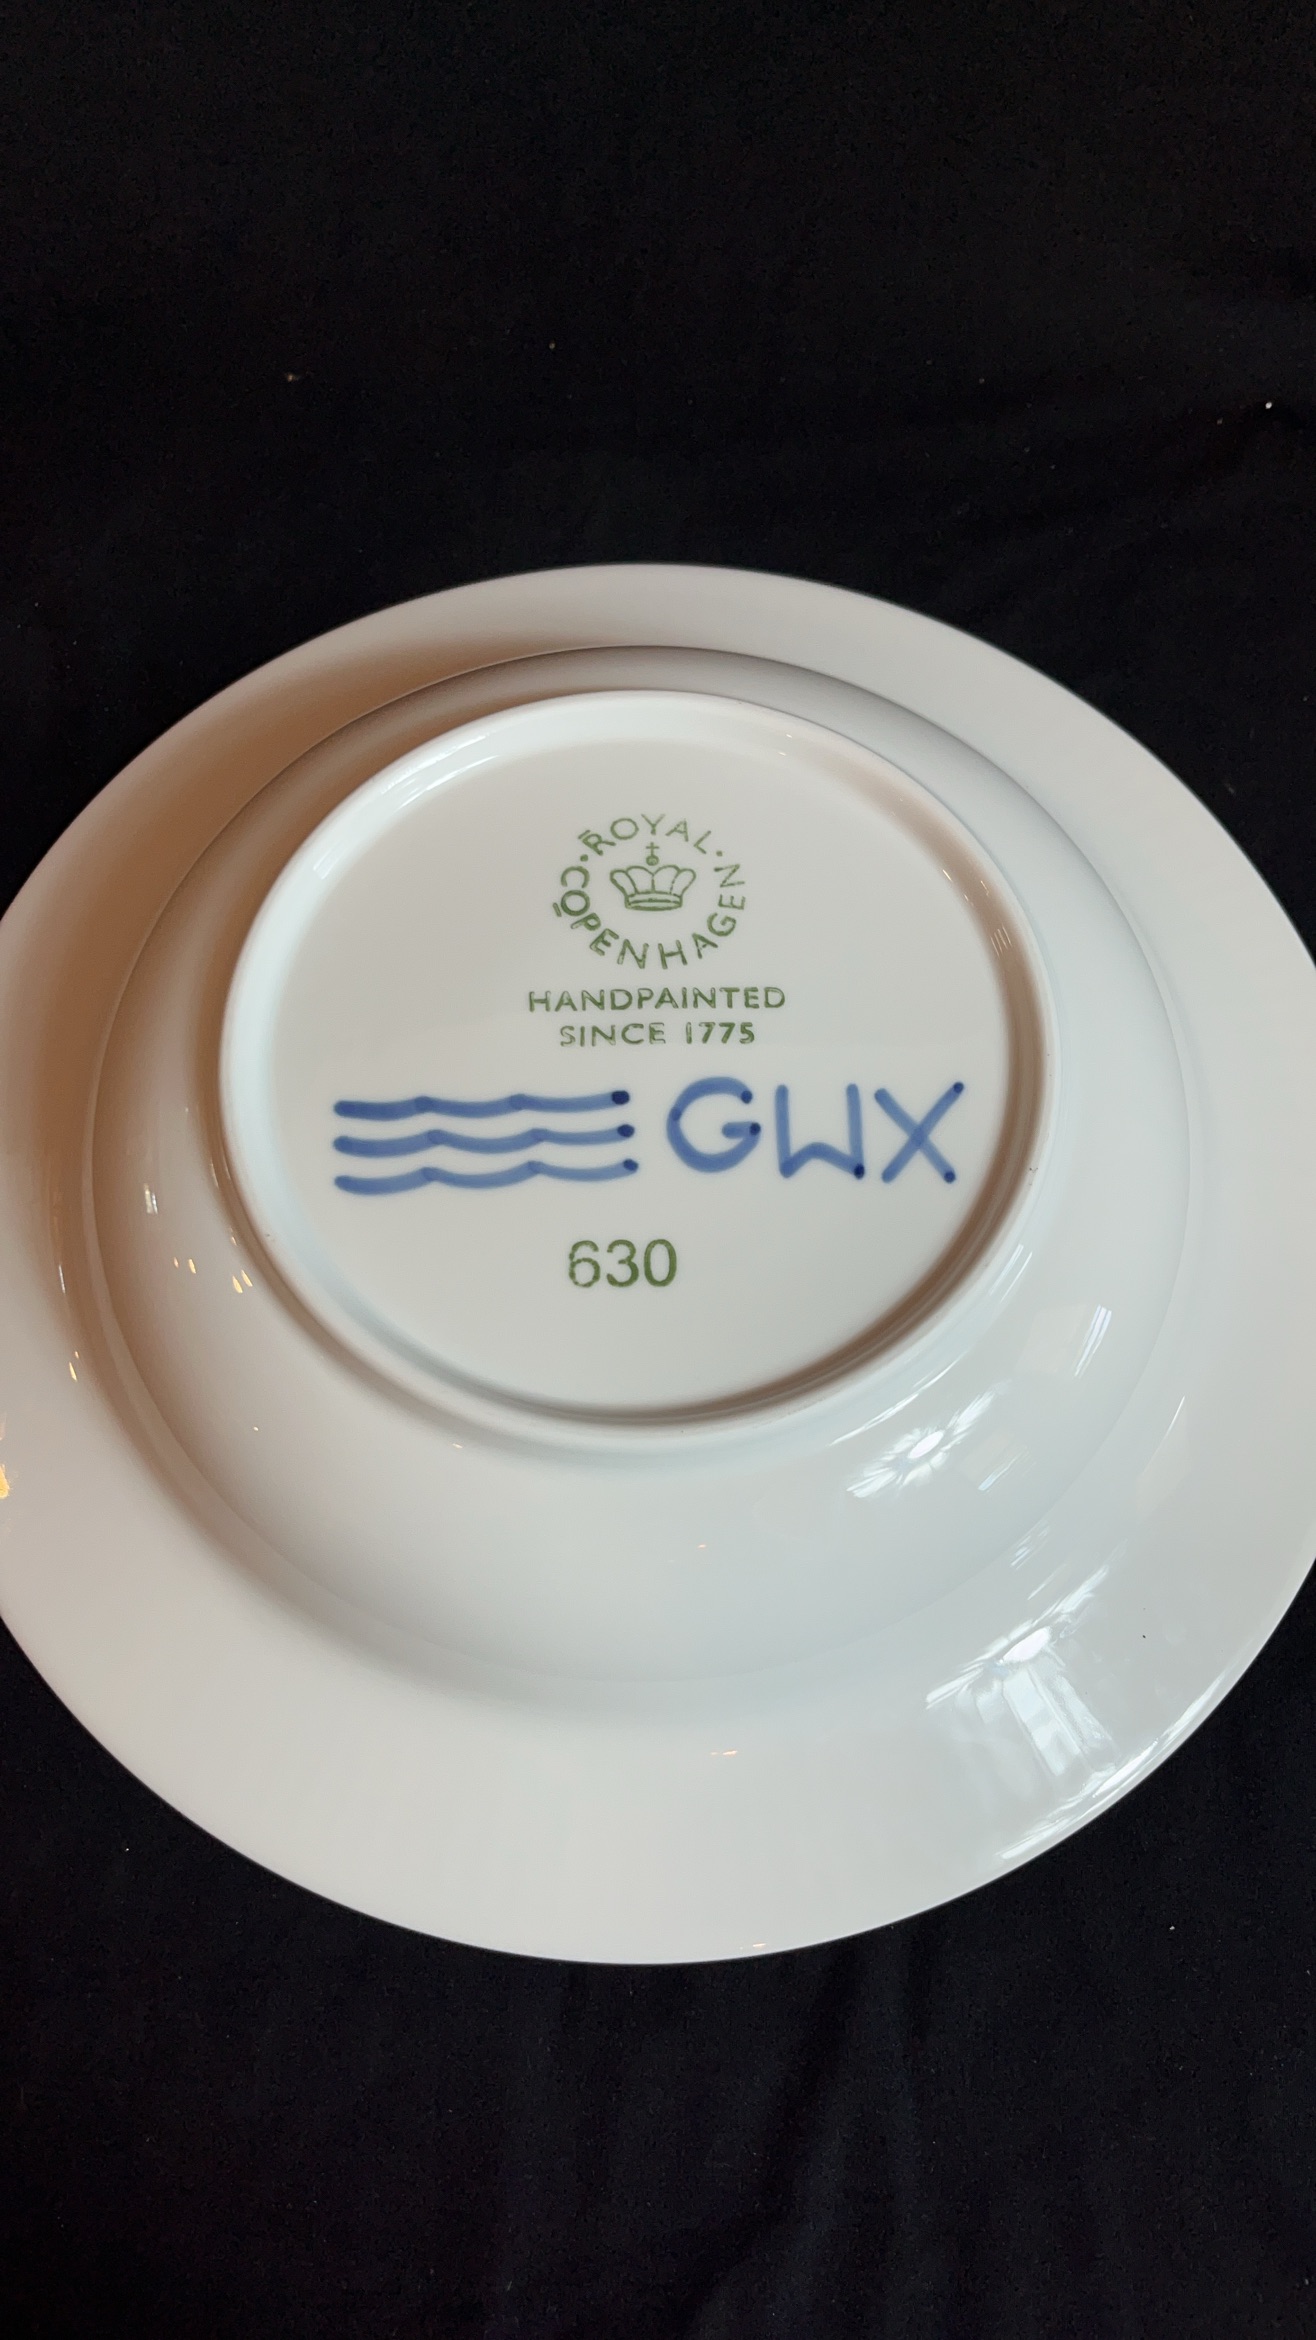 ROYAL
COPENHAGEN
HANDPAINTED
SINCE 1775
GWX
630